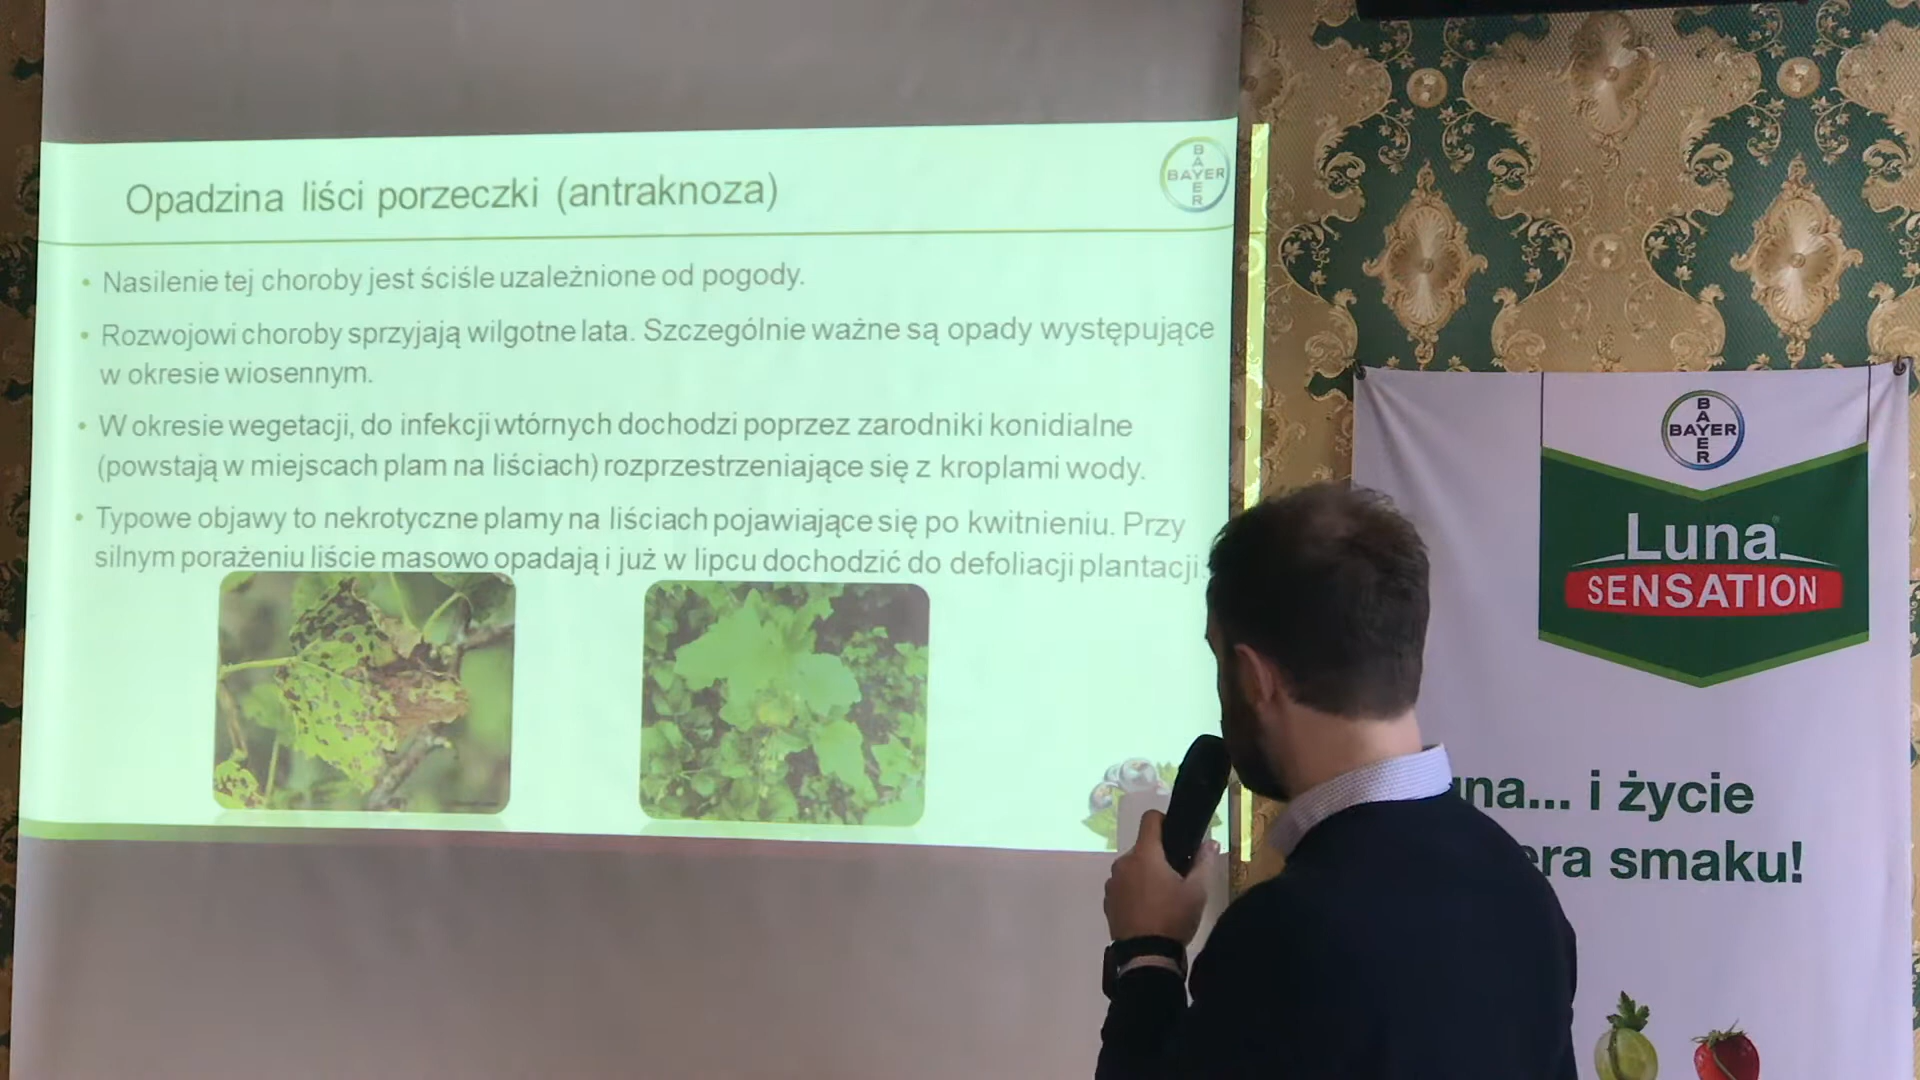 Opadzina liści porzeczki (antraknoza)
BAYER
BAYER
• Nasilenie tej choroby jest ściśle uzależnione od pogody.
• Rozwojowi choroby sprzyjają wilgotne lata. Szczególnie ważne są opady występujące
w okresie wiosennym.
• W okresie wegetacji, do infekcji wtórnych dochodzi poprzez zarodniki konidialne
(powstają w miejscach plam na liściach) rozprzestrzeniające się z kroplami wody.
• Typowe objawy to nekrotyczne plamy na liściach pojawiające się po kwitnieniu. Przy
silnym porażeniu liście masowo opadają i już w lipcu dochodzić do defoliacji plantacji.
BAYER
BAYER
Luna
SENSATION
i życie
smaku!